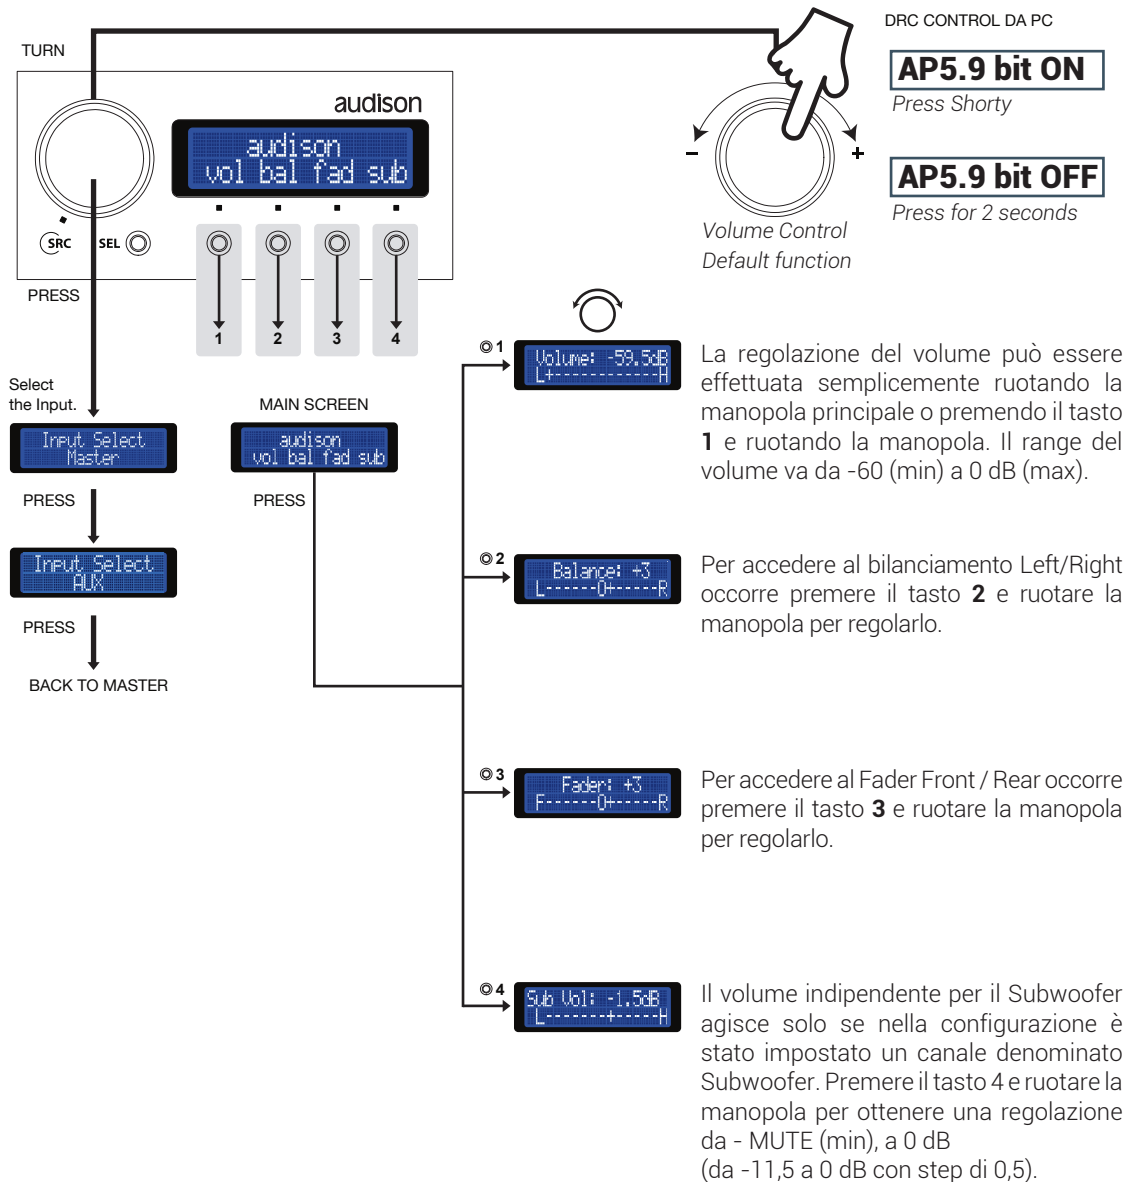 DRC CONTROL DA PC
TURN
AP5.9 bit ON
Press Shorty
audison
audison
vol bal fad sub
-
+
AP5.9 bit OFF
Press for 2 seconds
Volume Control
Default function
SRC
SEL
PRESS
1
2
3
4
Select
the Input.
Input Select
Master
PRESS
Input Select
AUX
PRESS
BACK TO MASTER
MAIN SCREEN
audison
vol bal fad sub
PRESS
1
Volume: -59.5dB
L+------------H
La regolazione del volume può essere
effettuata semplicemente ruotando la
manopola principale o premendo il tasto
1 e ruotando la manopola. Il range del
volume va da -60 (min) a 0 dB (max).
2
Balance: +3
L------0+-----R
Per accedere al bilanciamento Left/Right
occorre premere il tasto 2 e ruotare la
manopola per regolarlo.
3
Fader: +3
F------0+-----R
Per accedere al Fader Front / Rear occorre
premere il tasto 3 e ruotare la manopola
per regolarlo.
4
Sub Vol: -1.5dB
L-------+-----H
Il volume indipendente per il Subwoofer
agisce solo se nella configurazione è
stato impostato un canale denominato
Subwoofer. Premere il tasto 4 e ruotare la
manopola per ottenere una regolazione
da - MUTE (min), a 0 dB
(da -11,5 a 0 dB con step di 0,5).